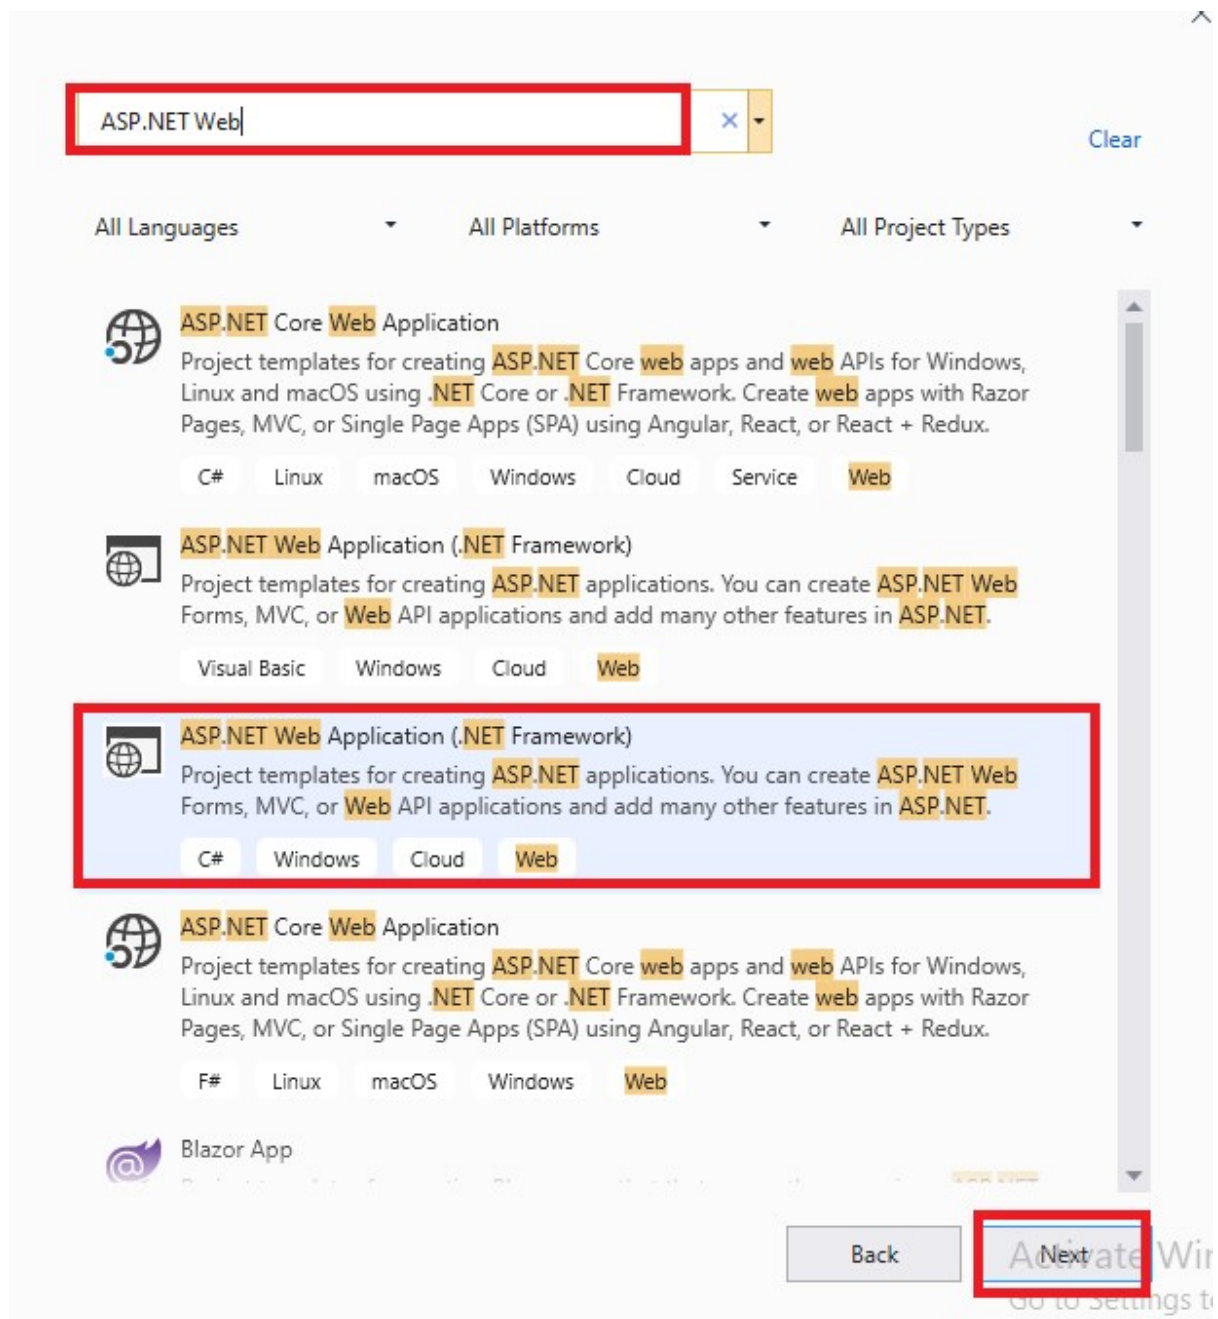 ASP.NET Web
Clear
All Languages All Platforms All Project Types
ASP.NET Core Web Application
Project templates for creating ASP.NET Core web apps and web APIs for Windows,
Linux and macOS using .NET Core or .NET Framework. Create web apps with Razor
Pages, MVC, or Single Page Apps (SPA) using Angular, React, or React + Redux.
C# Linux macOS Windows Cloud Service Web
ASP.NET Web Application (.NET Framework)
Project templates for creating ASP.NET applications. You can create ASP.NET Web
Forms, MVC, or Web API applications and add many other features in ASP.NET.
Visual Basic Windows Cloud Web
ASP.NET Web Application (.NET Framework)
Project templates for creating ASP.NET applications. You can create ASP.NET Web
Forms, MVC, or Web API applications and add many other features in ASP.NET.
C# Windows Cloud Web
ASP.NET Core Web Application
Project templates for creating ASP.NET Core web apps and web APIs for Windows,
Linux and macOS using .NET Core or .NET Framework. Create web apps with Razor
Pages, MVC, or Single Page Apps (SPA) using Angular, React, or React + Redux.
F# Linux macOS Windows Web
Blazor App
Back Next
Activate Wi
Go to Settings t